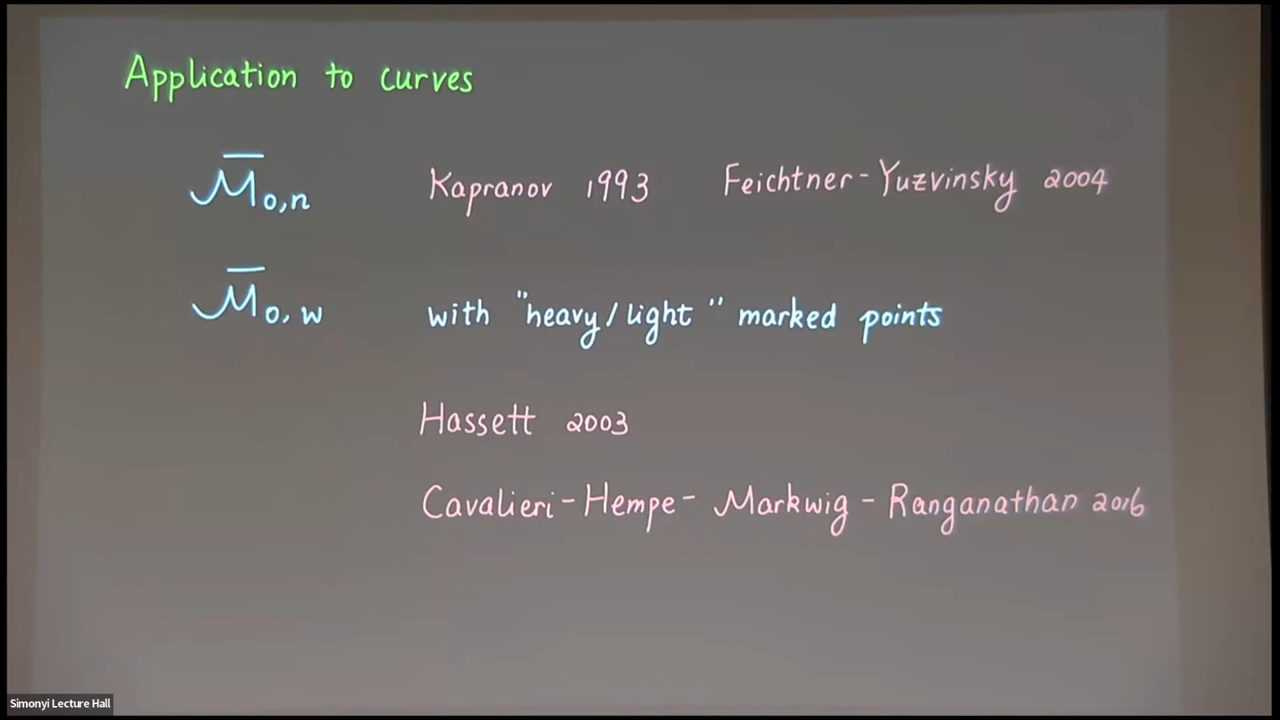 Application to curves
M̄0,n Kapranov 1993 Feichtner-Yuzvinsky 2004
M̄0,w with "heavy/light" marked points
Hassett 2003
Cavalieri-Hempe-Markwig-Ranganathan 2016
Simonyi Lecture Hall